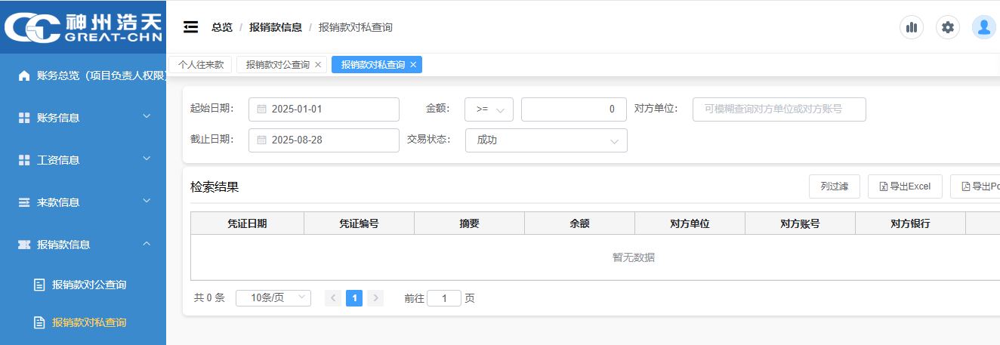 神州浩天
GREAT-CHN
总览 / 报销款信息 / 报销款对私查询
个人往来款 报销款对公查询 × 报销款对私查询 ×
账务总览（项目负责人权限）
账务信息
工资信息
来款信息
报销款信息
报销款对公查询
报销款对私查询
起始日期： 2025-01-01 金额： >= 0 对方单位： 可模糊查询对方单位或对方账号
截止日期： 2025-08-28 交易状态： 成功
检索结果 列过滤 导出Excel 导出Po
凭证日期 凭证编号 摘要 余额 对方单位 对方账号 对方银行
暂无数据
共 0 条 10条/页 < 1 > 前往 1 页